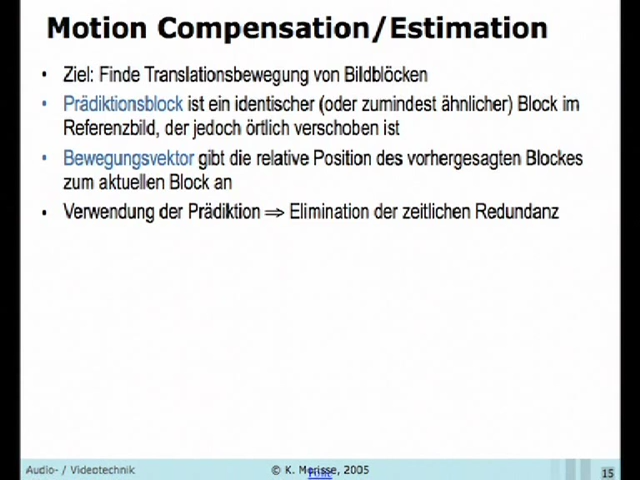 Motion Compensation/Estimation
• Ziel: Finde Translationsbewegung von Bildblöcken
• Prädiktionsblock ist ein identischer (oder zumindest ähnlicher) Block im
Referenzbild, der jedoch örtlich verschoben ist
• Bewegungsvektor gibt die relative Position des vorhergesagten Blockes
zum aktuellen Block an
• Verwendung der Prädiktion ⇒ Elimination der zeitlichen Redundanz
Audio- / Videotechnik
© K. Morisse, 2005
15